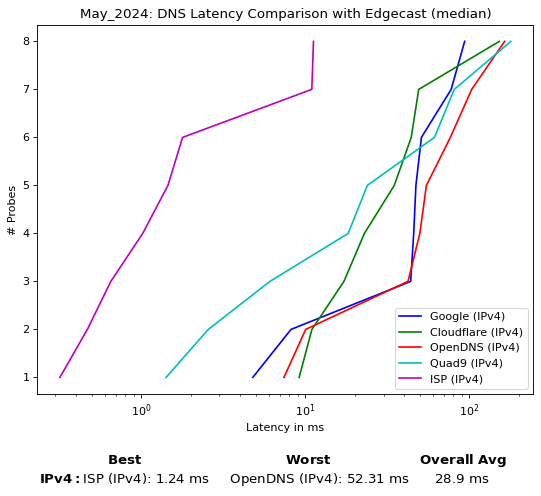 May_2024: DNS Latency Comparison with Edgecast (median)
8
7
6
5
4
3
2
1
# Probes
Google (IPv4)
Cloudflare (IPv4)
OpenDNS (IPv4)
Quad9 (IPv4)
ISP (IPv4)
10⁰ 10¹ 10²
Latency in ms
Best Worst Overall Avg
IPv4: ISP (IPv4): 1.24 ms OpenDNS (IPv4): 52.31 ms 28.9 ms